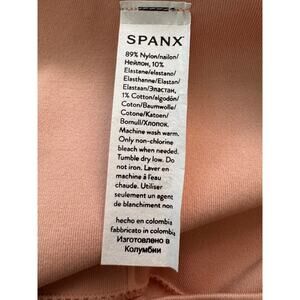 SPANX
89% Nylon/nailon/
Нейлон, 10%
Elastane/elastano/
Elasthanne/Elastan/
Elastaan/Эластан,
1% Cotton/algodón/
Coton/Baumwolle/
Cotone/Katoen/
Bomull/Хлопок.
Machine wash warm.
Only non-chlorine
bleach when needed.
Tumble dry low. Do
not iron. Laver en
machine à l'eau
chaude. Utiliser
seulement un agent
de blanchiment non
hecho en colombia
fabbricato in colombia
Изготовлено в
Колумбии